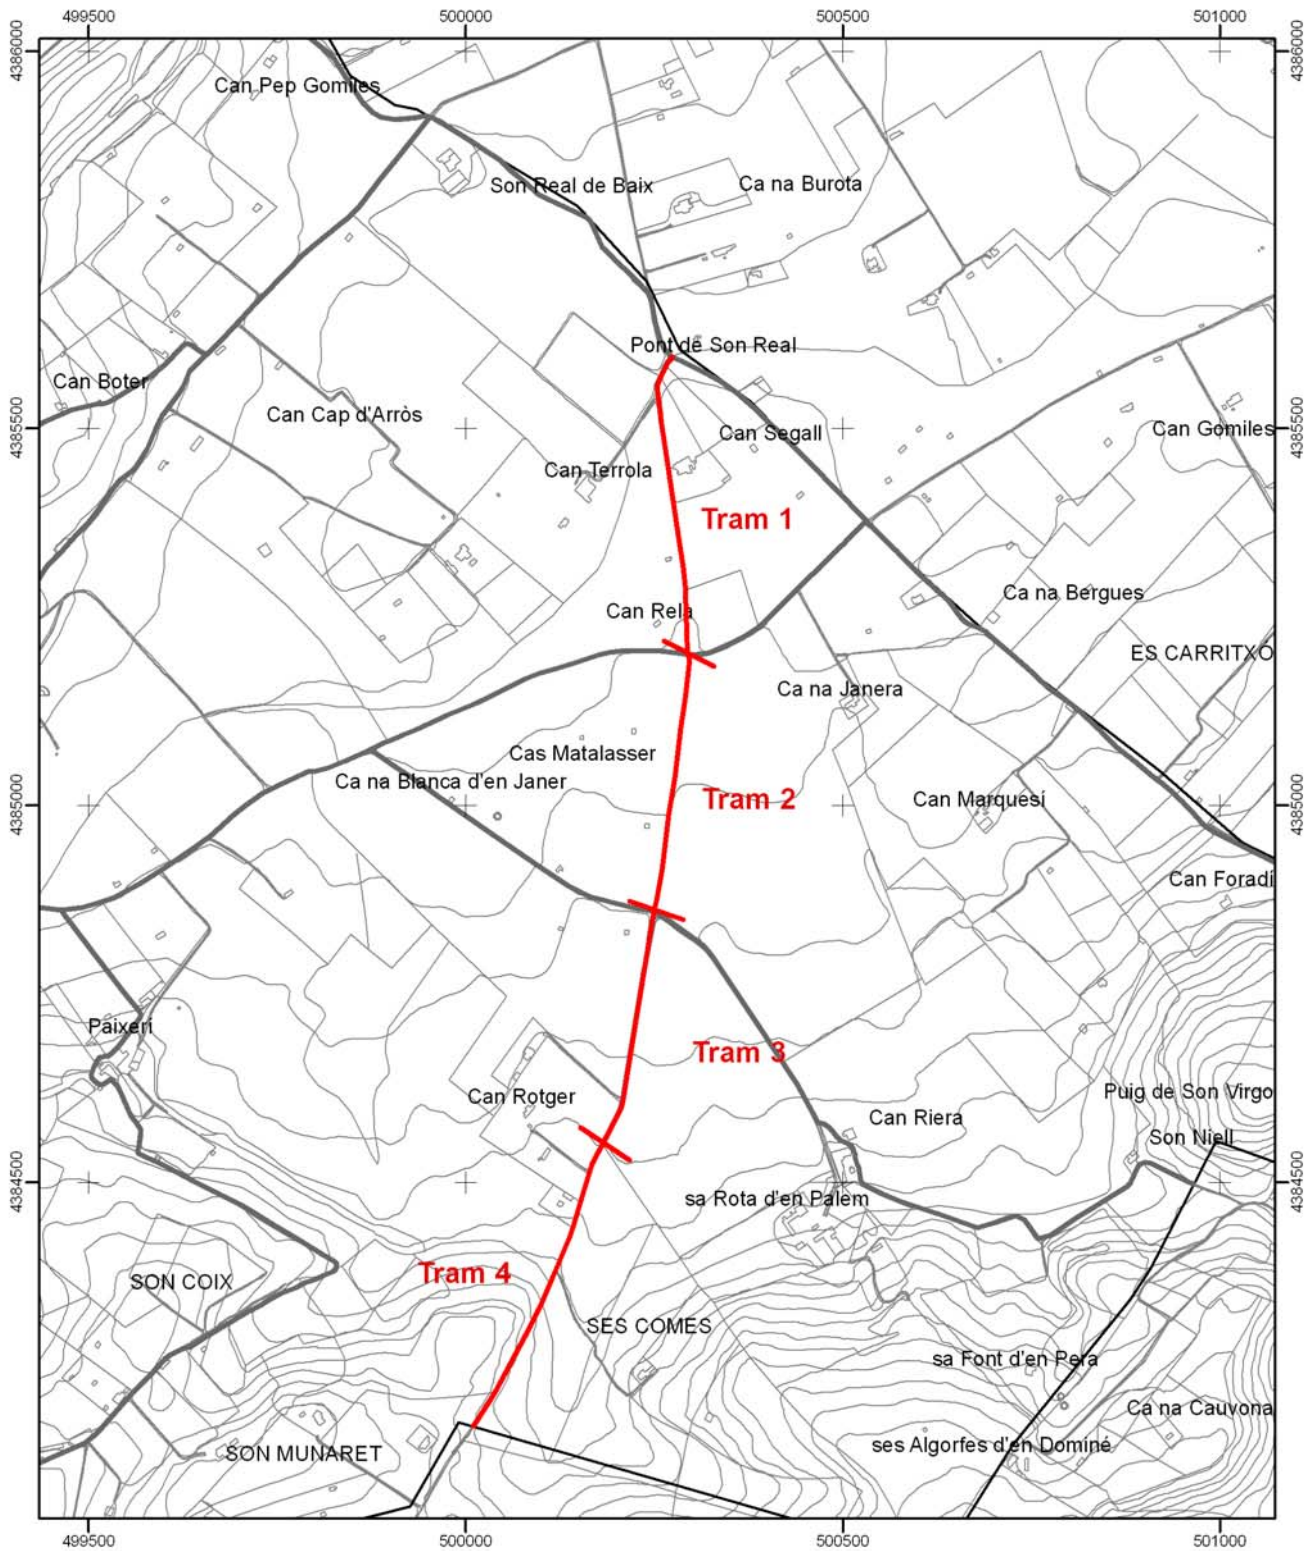 499500 500000 500500 501000
4386000 4386000
Can Pep Gomiles
Son Real de Baix
Ca na Burota
Pont de Son Real
Can Boter
Can Cap d'Arròs
Can Segall
Can Gomiles
4385500 4385500
Can Terrola
Tram 1
Ca na Bergues
Can Rela
ES CARRITXÓ
Ca na Janera
Cas Matalasser
Ca na Blanca d'en Janer
Tram 2
Can Marquesí
4385000 4385000
Can Foradí
Paixerí
Tram 3
Can Rotger
Puig de Son Virgo
Can Riera
Son Niell
4384500 4384500
sa Rota d'en Palem
Tram 4
SON COIX
SES COMES
sa Font d'en Pera
Ca na Cauvona
ses Algorfes d'en Dominé
SON MUNARET
499500 500000 500500 501000